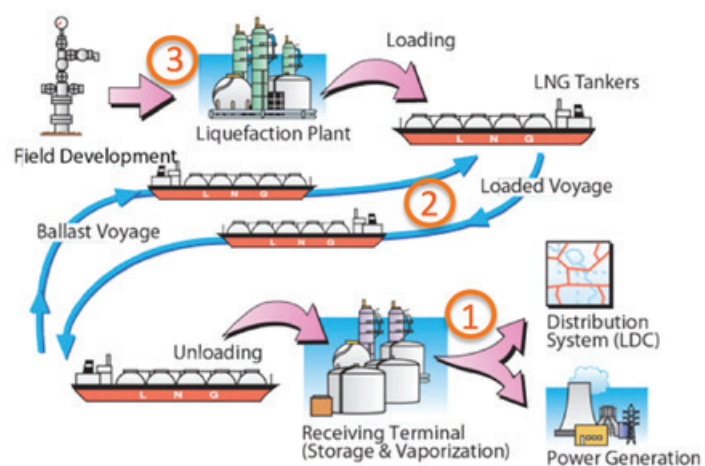 3
Loading
LNG Tankers
Liquefaction Plant
L N G
Field Development
L N G
Loaded Voyage
2
Ballast Voyage
L N G
1
Unloading
Distribution
System (LDC)
L N G
Receiving Terminal
(Storage & Vaporization)
Power Generation